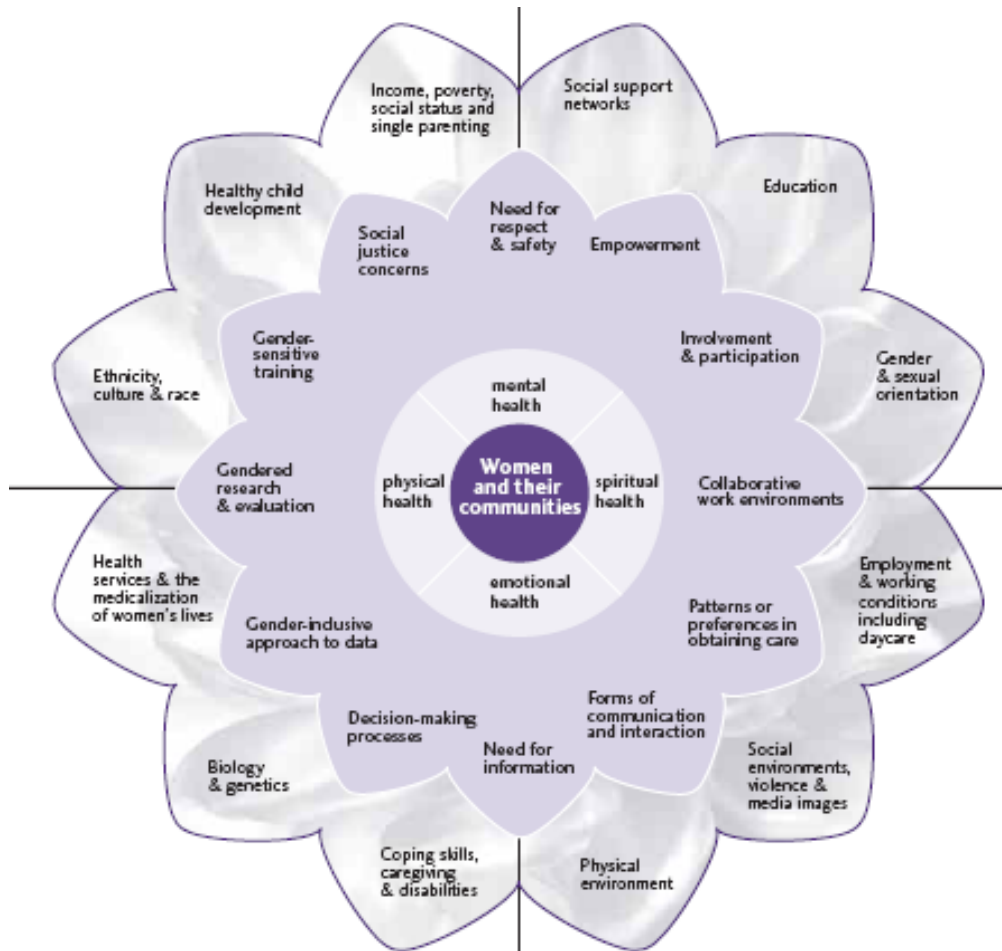 Income, poverty,
social status and
single parenting
Social support
networks
Education
Gender
& sexual
orientation
Employment
& working
conditions
including
daycare
Social
environments,
violence &
media images
Physical
environment
Coping skills,
caregiving
& disabilities
Biology
& genetics
Health
services & the
medicalization
of women's lives
Ethnicity,
culture & race
Healthy child
development
Need for
respect
& safety
Empowerment
Involvement
& participation
Collaborative
work environments
Patterns or
preferences in
obtaining care
Forms of
communication
and interaction
Need for
information
Decision-making
processes
Gender-inclusive
approach to data
Gendered
research
& evaluation
Gender-
sensitive
training
Social
justice
concerns
mental
health
spiritual
health
emotional
health
physical
health
Women
and their
communities